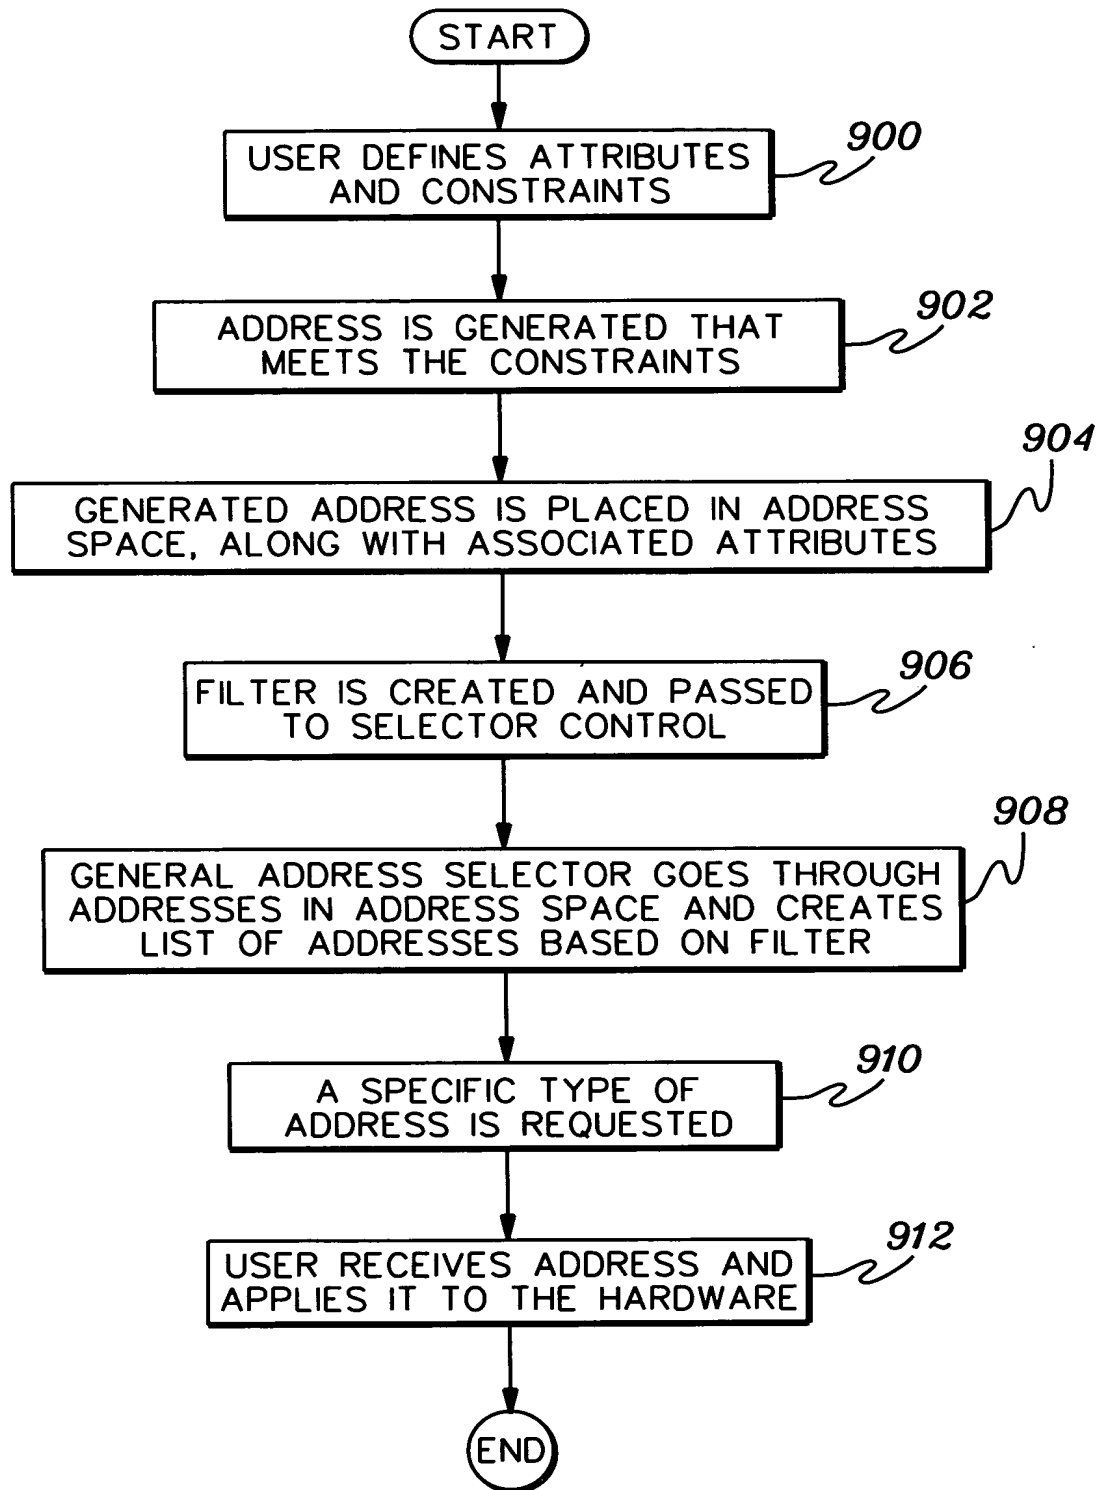 START
USER DEFINES ATTRIBUTES
AND CONSTRAINTS
900
ADDRESS IS GENERATED THAT
MEETS THE CONSTRAINTS
902
GENERATED ADDRESS IS PLACED IN ADDRESS
SPACE, ALONG WITH ASSOCIATED ATTRIBUTES
904
FILTER IS CREATED AND PASSED
TO SELECTOR CONTROL
906
GENERAL ADDRESS SELECTOR GOES THROUGH
ADDRESSES IN ADDRESS SPACE AND CREATES
LIST OF ADDRESSES BASED ON FILTER
908
A SPECIFIC TYPE OF
ADDRESS IS REQUESTED
910
USER RECEIVES ADDRESS AND
APPLIES IT TO THE HARDWARE
912
END